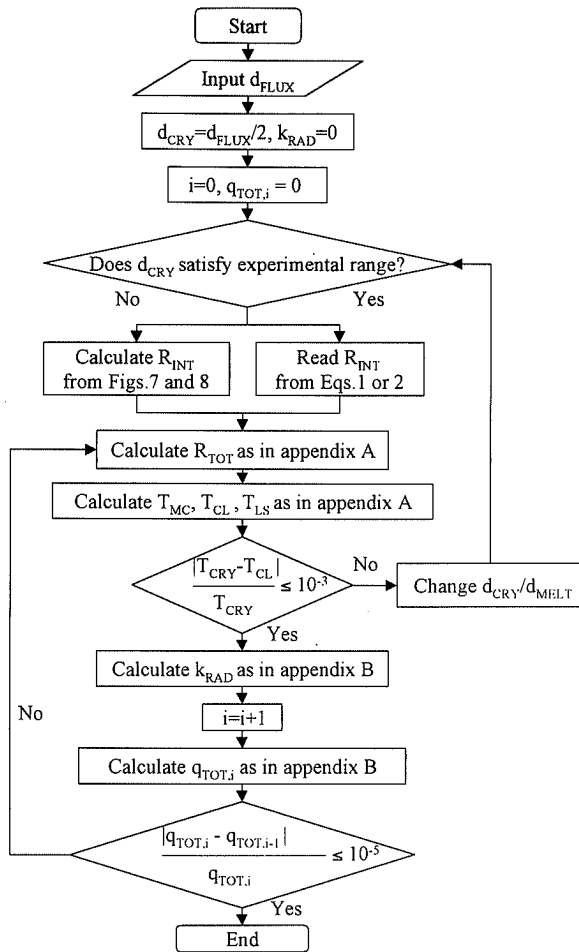 Start
Input d_FLUX
d_CRY=d_FLUX/2, k_RAD=0
i=0, q_TOT,i = 0
Does d_CRY satisfy experimental range?
No
Yes
Calculate R_INT
from Figs.7 and 8
Read R_INT
from Eqs.1 or 2
Calculate R_TOT as in appendix A
Calculate T_MC, T_CL , T_LS as in appendix A
|T_CRY-T_CL| / T_CRY ≤ 10^-3
No
Change d_CRY/d_MELT
Yes
Calculate k_RAD as in appendix B
No
i=i+1
Calculate q_TOT,i as in appendix B
|q_TOT,i - q_TOT,i-1| / q_TOT,i ≤ 10^-5
Yes
End